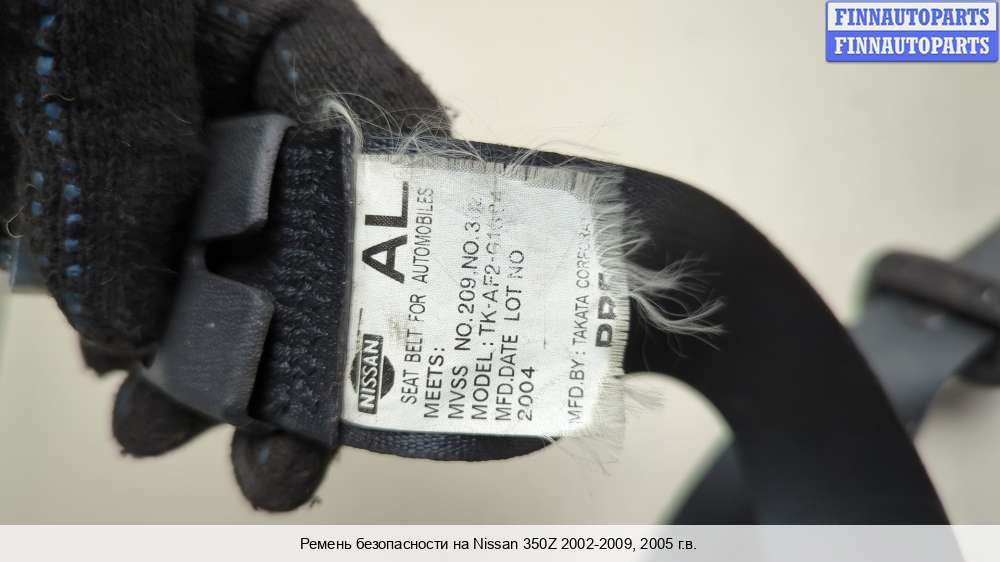 FINNAUTOPARTS
FINNAUTOPARTS
NISSAN
AL
SEAT BELT FOR AUTOMOBILES
MEETS:
MVSS NO.209.NO.3
MODEL: TK-AF2-
MFD.DATE LOT NO
2004
MFD.BY: TAKATA
Ремень безопасности на Nissan 350Z 2002-2009, 2005 г.в.